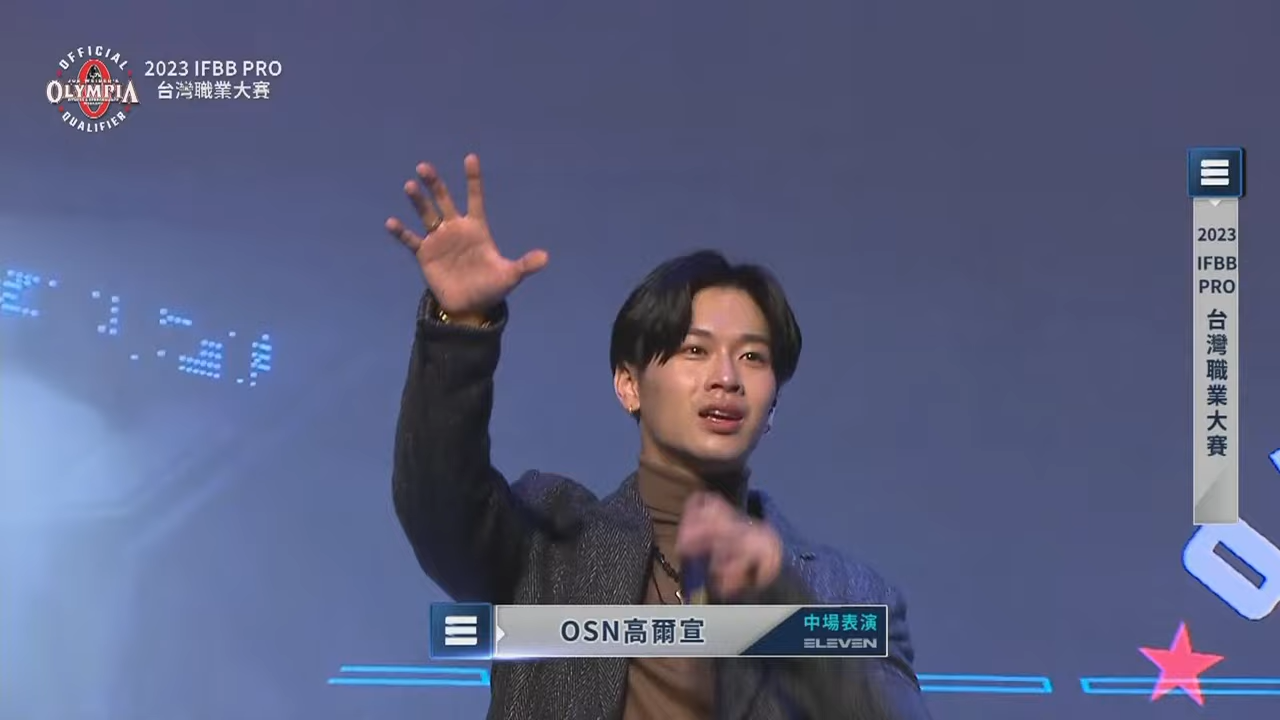 OFFICIAL
OLYMPIA
QUALIFIER
2023 IFBB PRO
台灣職業大賽
2023
IFBB
PRO
台灣職業大賽
OSN高爾宣
中場表演
ELEVEN